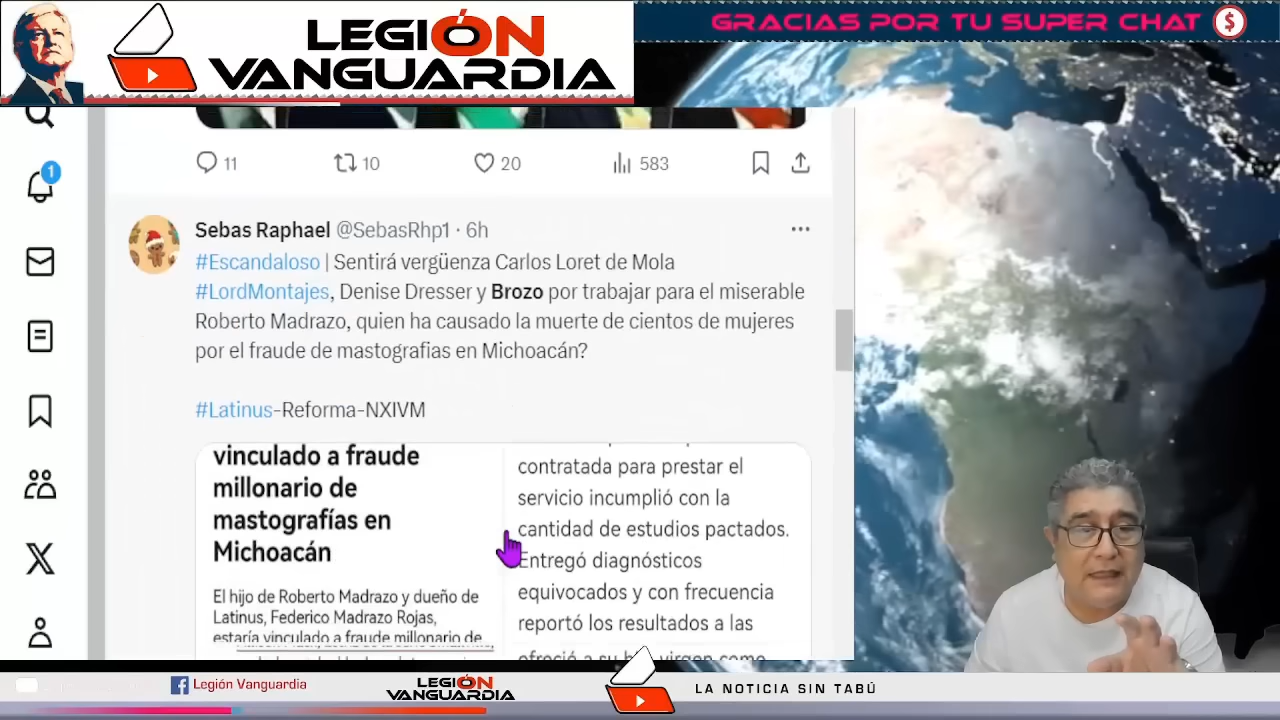 LEGIÓN
VANGUARDIA
GRACIAS POR TU SUPER CHAT
$
11
10
20
583
1
Sebas Raphael @SebasRhp1 · 6h
#Escandaloso | Sentirá vergüenza Carlos Loret de Mola
#LordMontajes, Denise Dresser y Brozo por trabajar para el miserable
Roberto Madrazo, quien ha causado la muerte de cientos de mujeres
por el fraude de mastografias en Michoacán?
#Latinus-Reforma-NXIVM
vinculado a fraude
millonario de
mastografías en
Michoacán
El hijo de Roberto Madrazo y dueño de
Latinus, Federico Madrazo Rojas,
estaría vinculado a fraude millonario de
contratada para prestar el
servicio incumplió con la
cantidad de estudios pactados.
Entregó diagnósticos
equivocados y con frecuencia
reportó los resultados a las
Legión Vanguardia
LEGIÓN
VANGUARDIA
LA NOTICIA SIN TABÚ